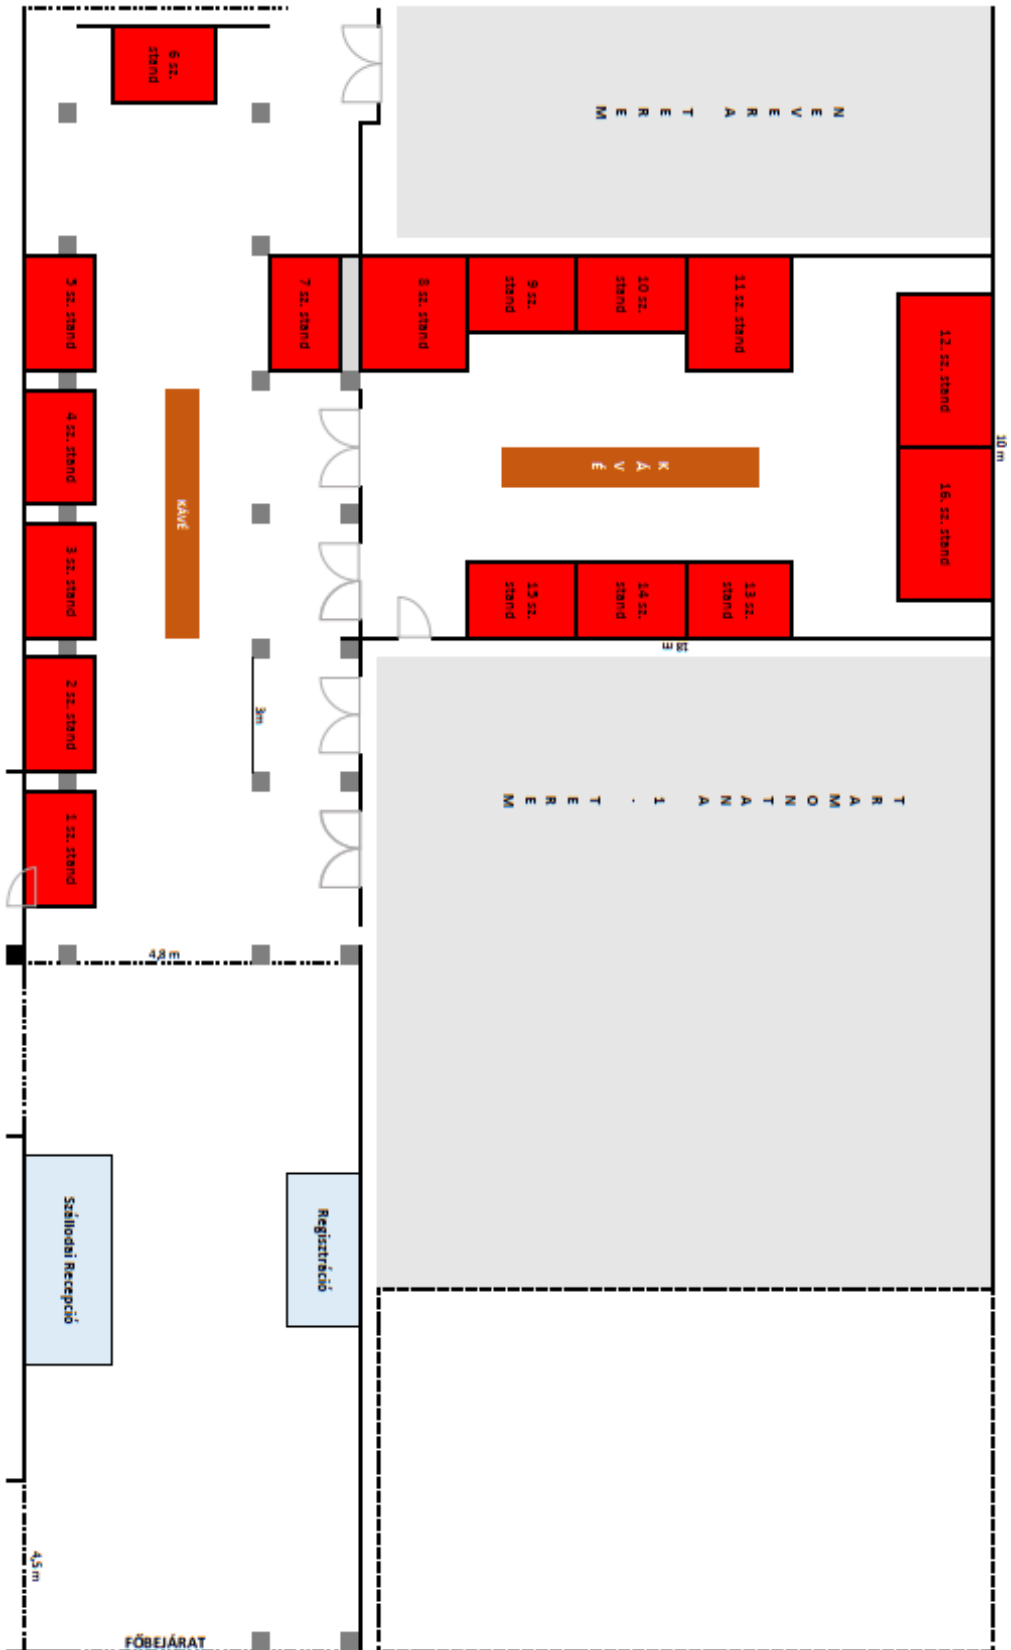 6 sz.
stand
NEVERA TEREM
5 sz. stand
7 sz. stand
8 sz. stand
9 sz.
stand
10 sz.
stand
11 sz. stand
12. sz. stand
10 m
4 sz. stand
KÁVÉ
KÁVÉ
16. sz. stand
3 sz. stand
15 sz.
stand
14 sz.
stand
13 sz.
stand
18 m
2 sz. stand
3m
TRAMONTANA 1. TEREM
1 sz. stand
4,8 m
Szállodai Recepció
Regisztráció
4,5 m
FŐBEJÁRAT